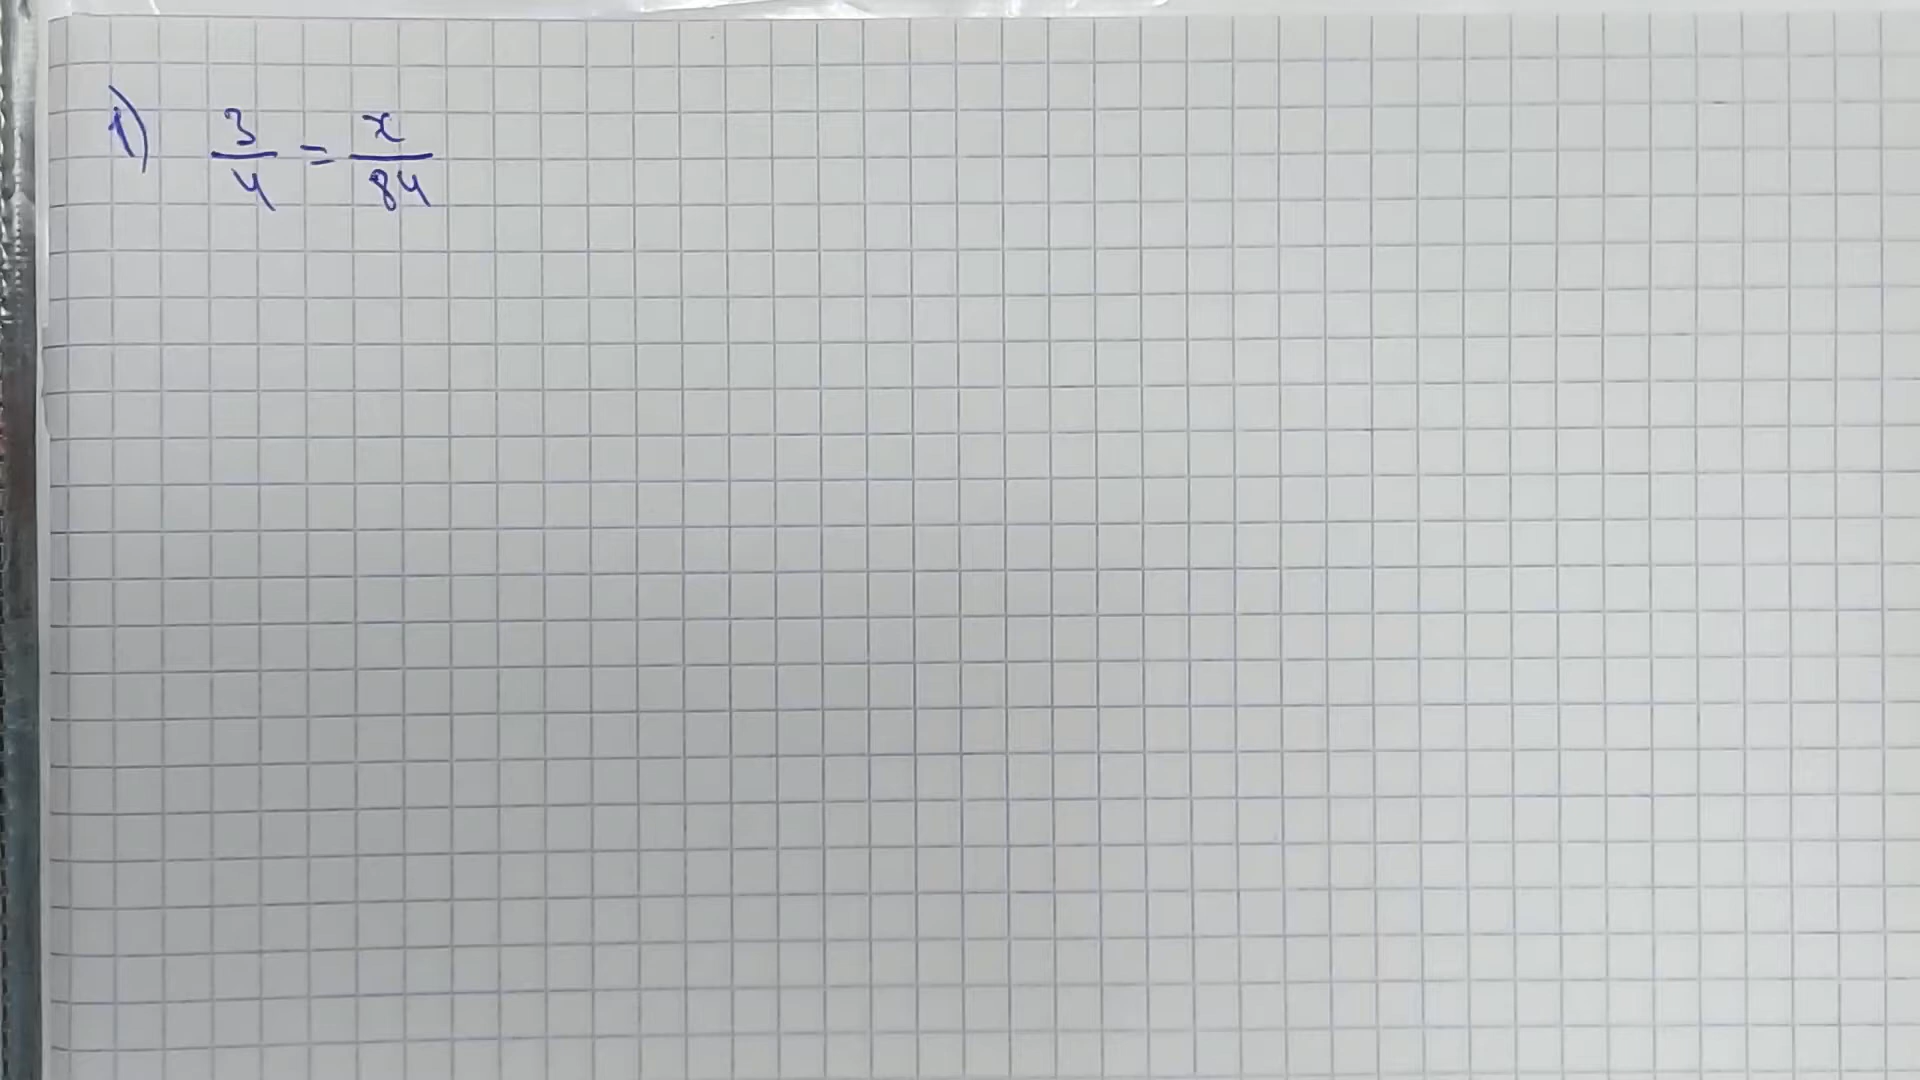 1) 3/4 = x/84